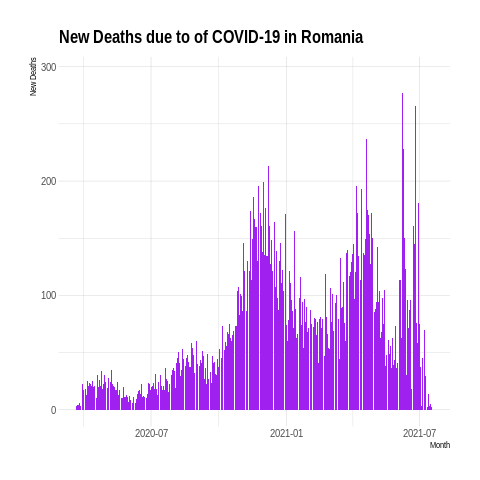 New Deaths due to of COVID-19 in Romania
New Deaths
300
200
100
0
2020-07 2021-01 2021-07
Month